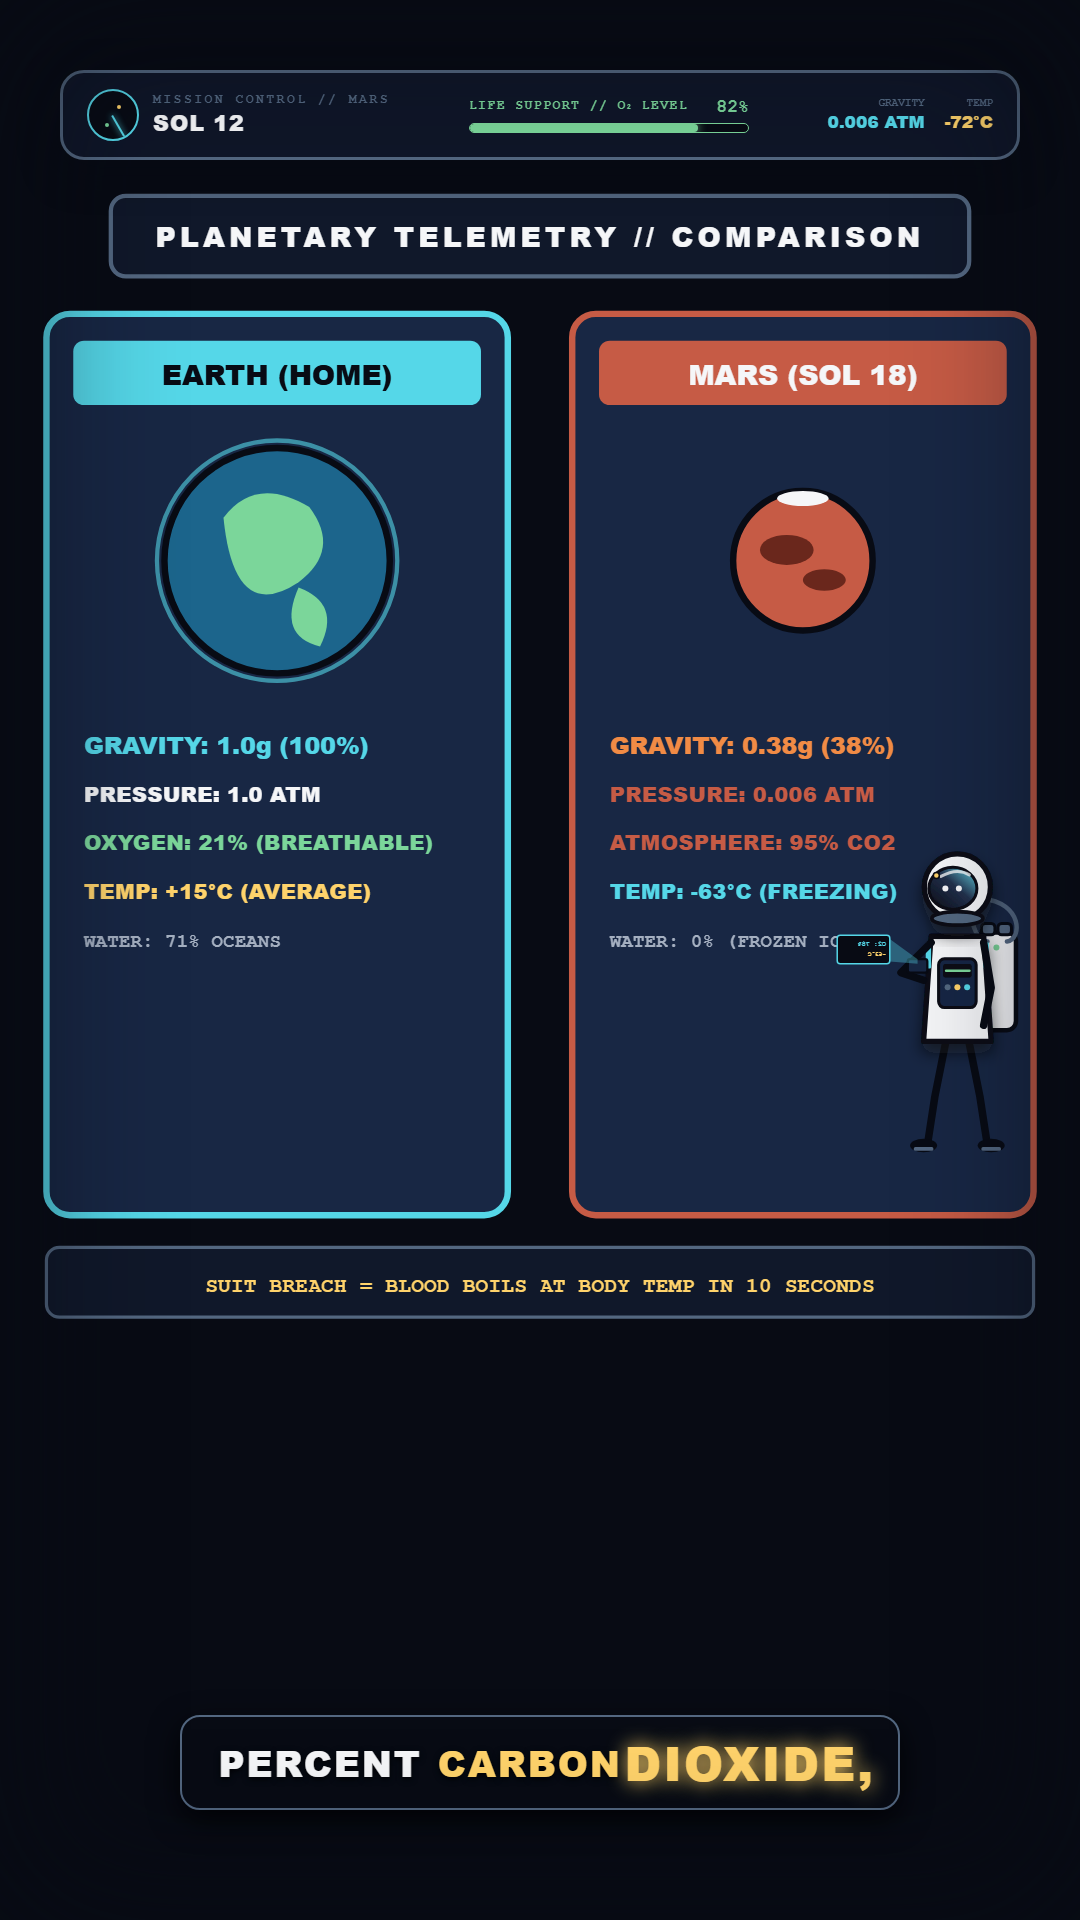 MISSION CONTROL // MARS
SOL 12
LIFE SUPPORT // O₂ LEVEL 82%
GRAVITY
0.006 ATM
TEMP
-72°C
PLANETARY TELEMETRY // COMPARISON
EARTH (HOME)
GRAVITY: 1.0g (100%)
PRESSURE: 1.0 ATM
OXYGEN: 21% (BREATHABLE)
TEMP: +15°C (AVERAGE)
WATER: 71% OCEANS
MARS (SOL 18)
GRAVITY: 0.38g (38%)
PRESSURE: 0.006 ATM
ATMOSPHERE: 95% CO2
TEMP: -63°C (FREEZING)
WATER: 0% (FROZEN
O2: 78%
-63°C
SUIT BREACH = BLOOD BOILS AT BODY TEMP IN 10 SECONDS
PERCENT CARBON DIOXIDE,